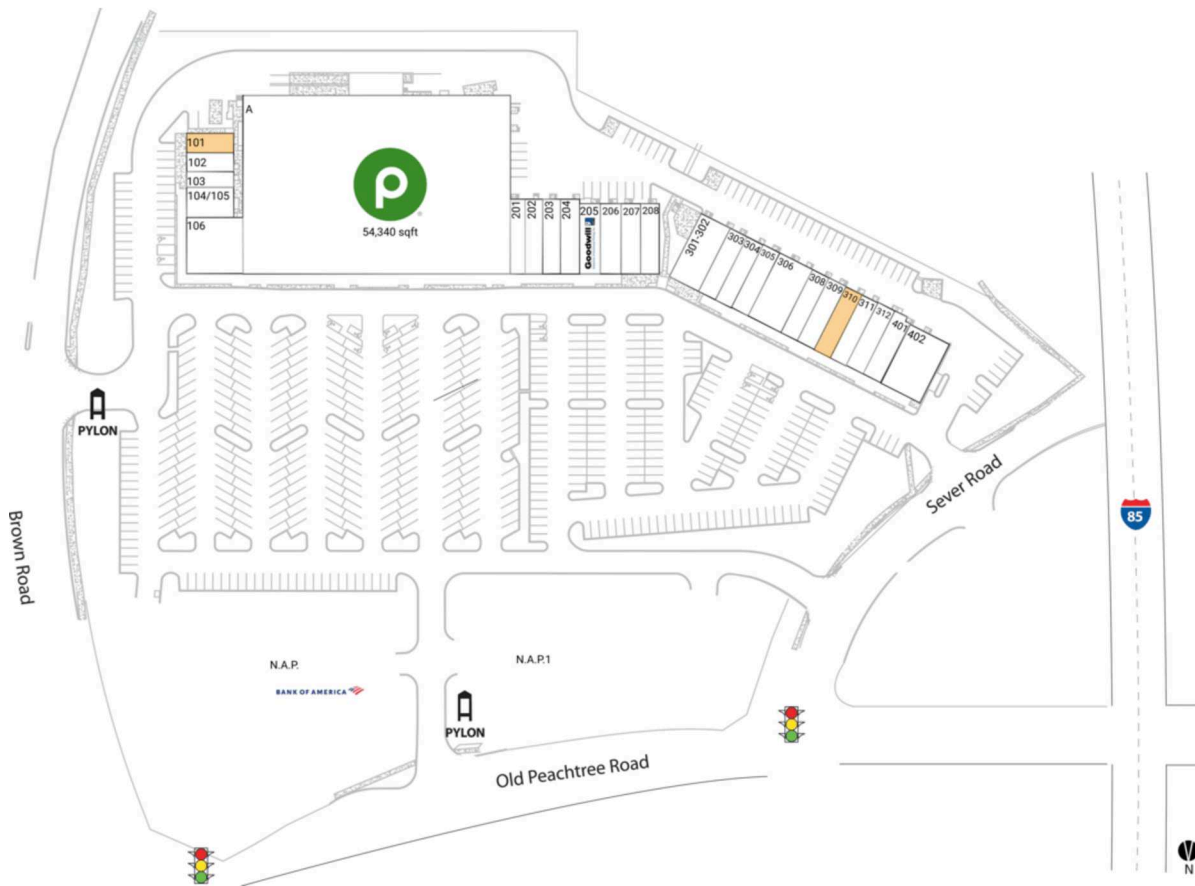 A
101
102
103
104/105
106
54,340 sqft
201
202
203
204
205
Goodwill
206
207
208
301-302
303
304
305
306
308
309
310
311
312
401
402
PYLON
Brown Road
Sever Road
85
N.A.P.
BANK OF AMERICA
N.A.P.1
PYLON
Old Peachtree Road
N